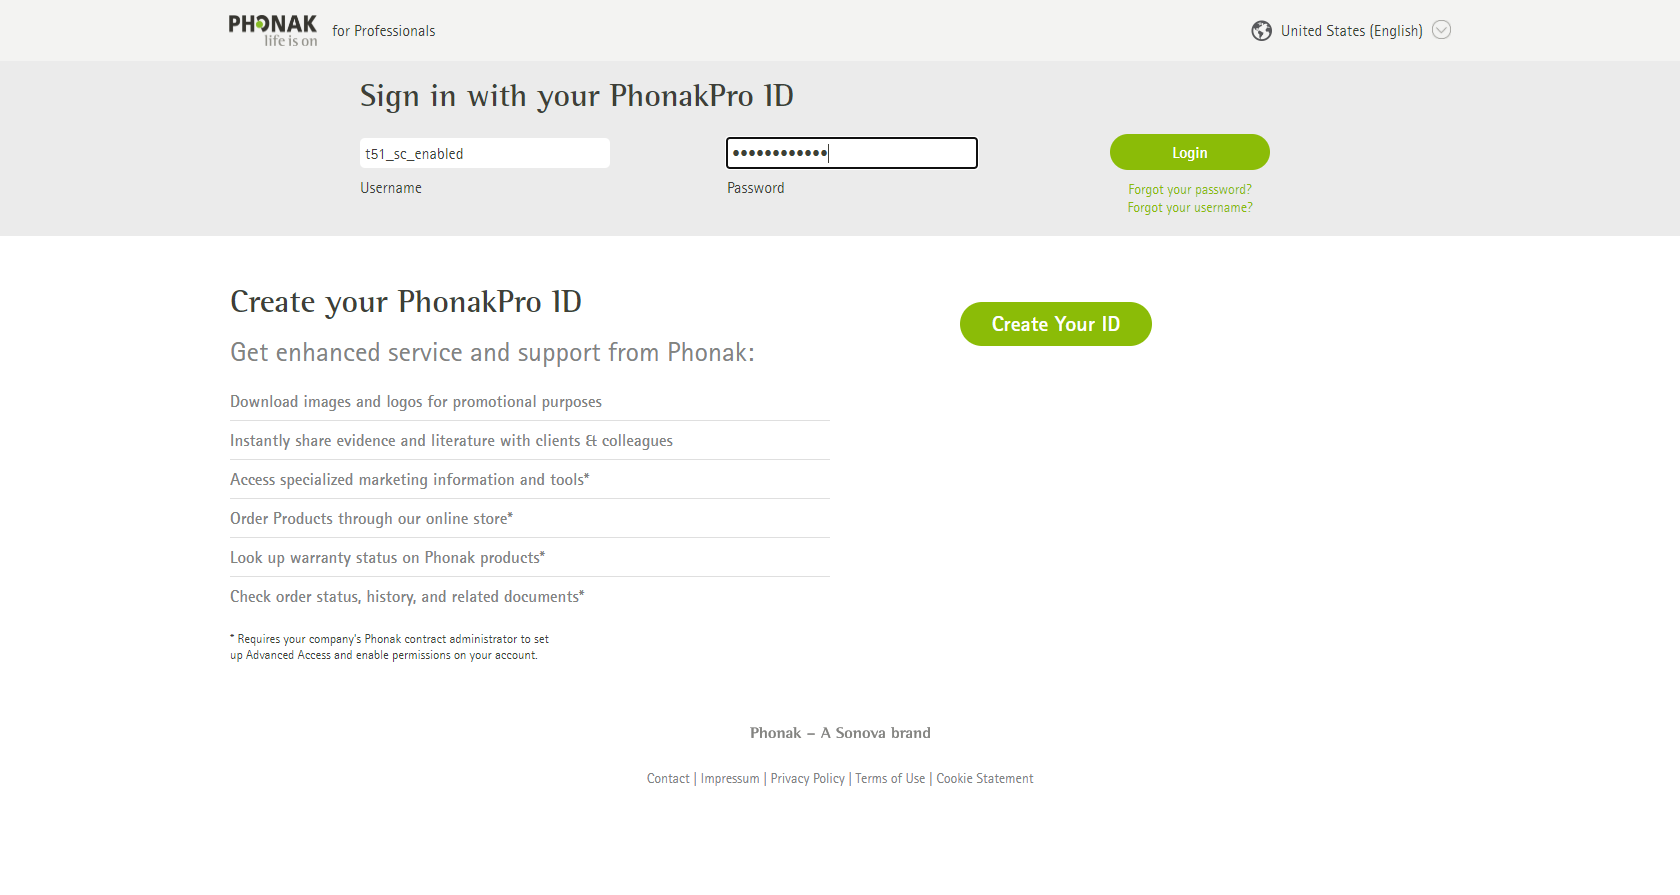 PHONAK
life is on
for Professionals
United States (English)
Sign in with your PhonakPro ID
t51_sc_enabled
••••••••••••
Login
Username
Password
Forgot your password?
Forgot your username?
Create your PhonakPro ID
Create Your ID
Get enhanced service and support from Phonak:
Download images and logos for promotional purposes
Instantly share evidence and literature with clients & colleagues
Access specialized marketing information and tools*
Order Products through our online store*
Look up warranty status on Phonak products*
Check order status, history, and related documents*
* Requires your company's Phonak contract administrator to set
up Advanced Access and enable permissions on your account.
Phonak – A Sonova brand
Contact | Impressum | Privacy Policy | Terms of Use | Cookie Statement